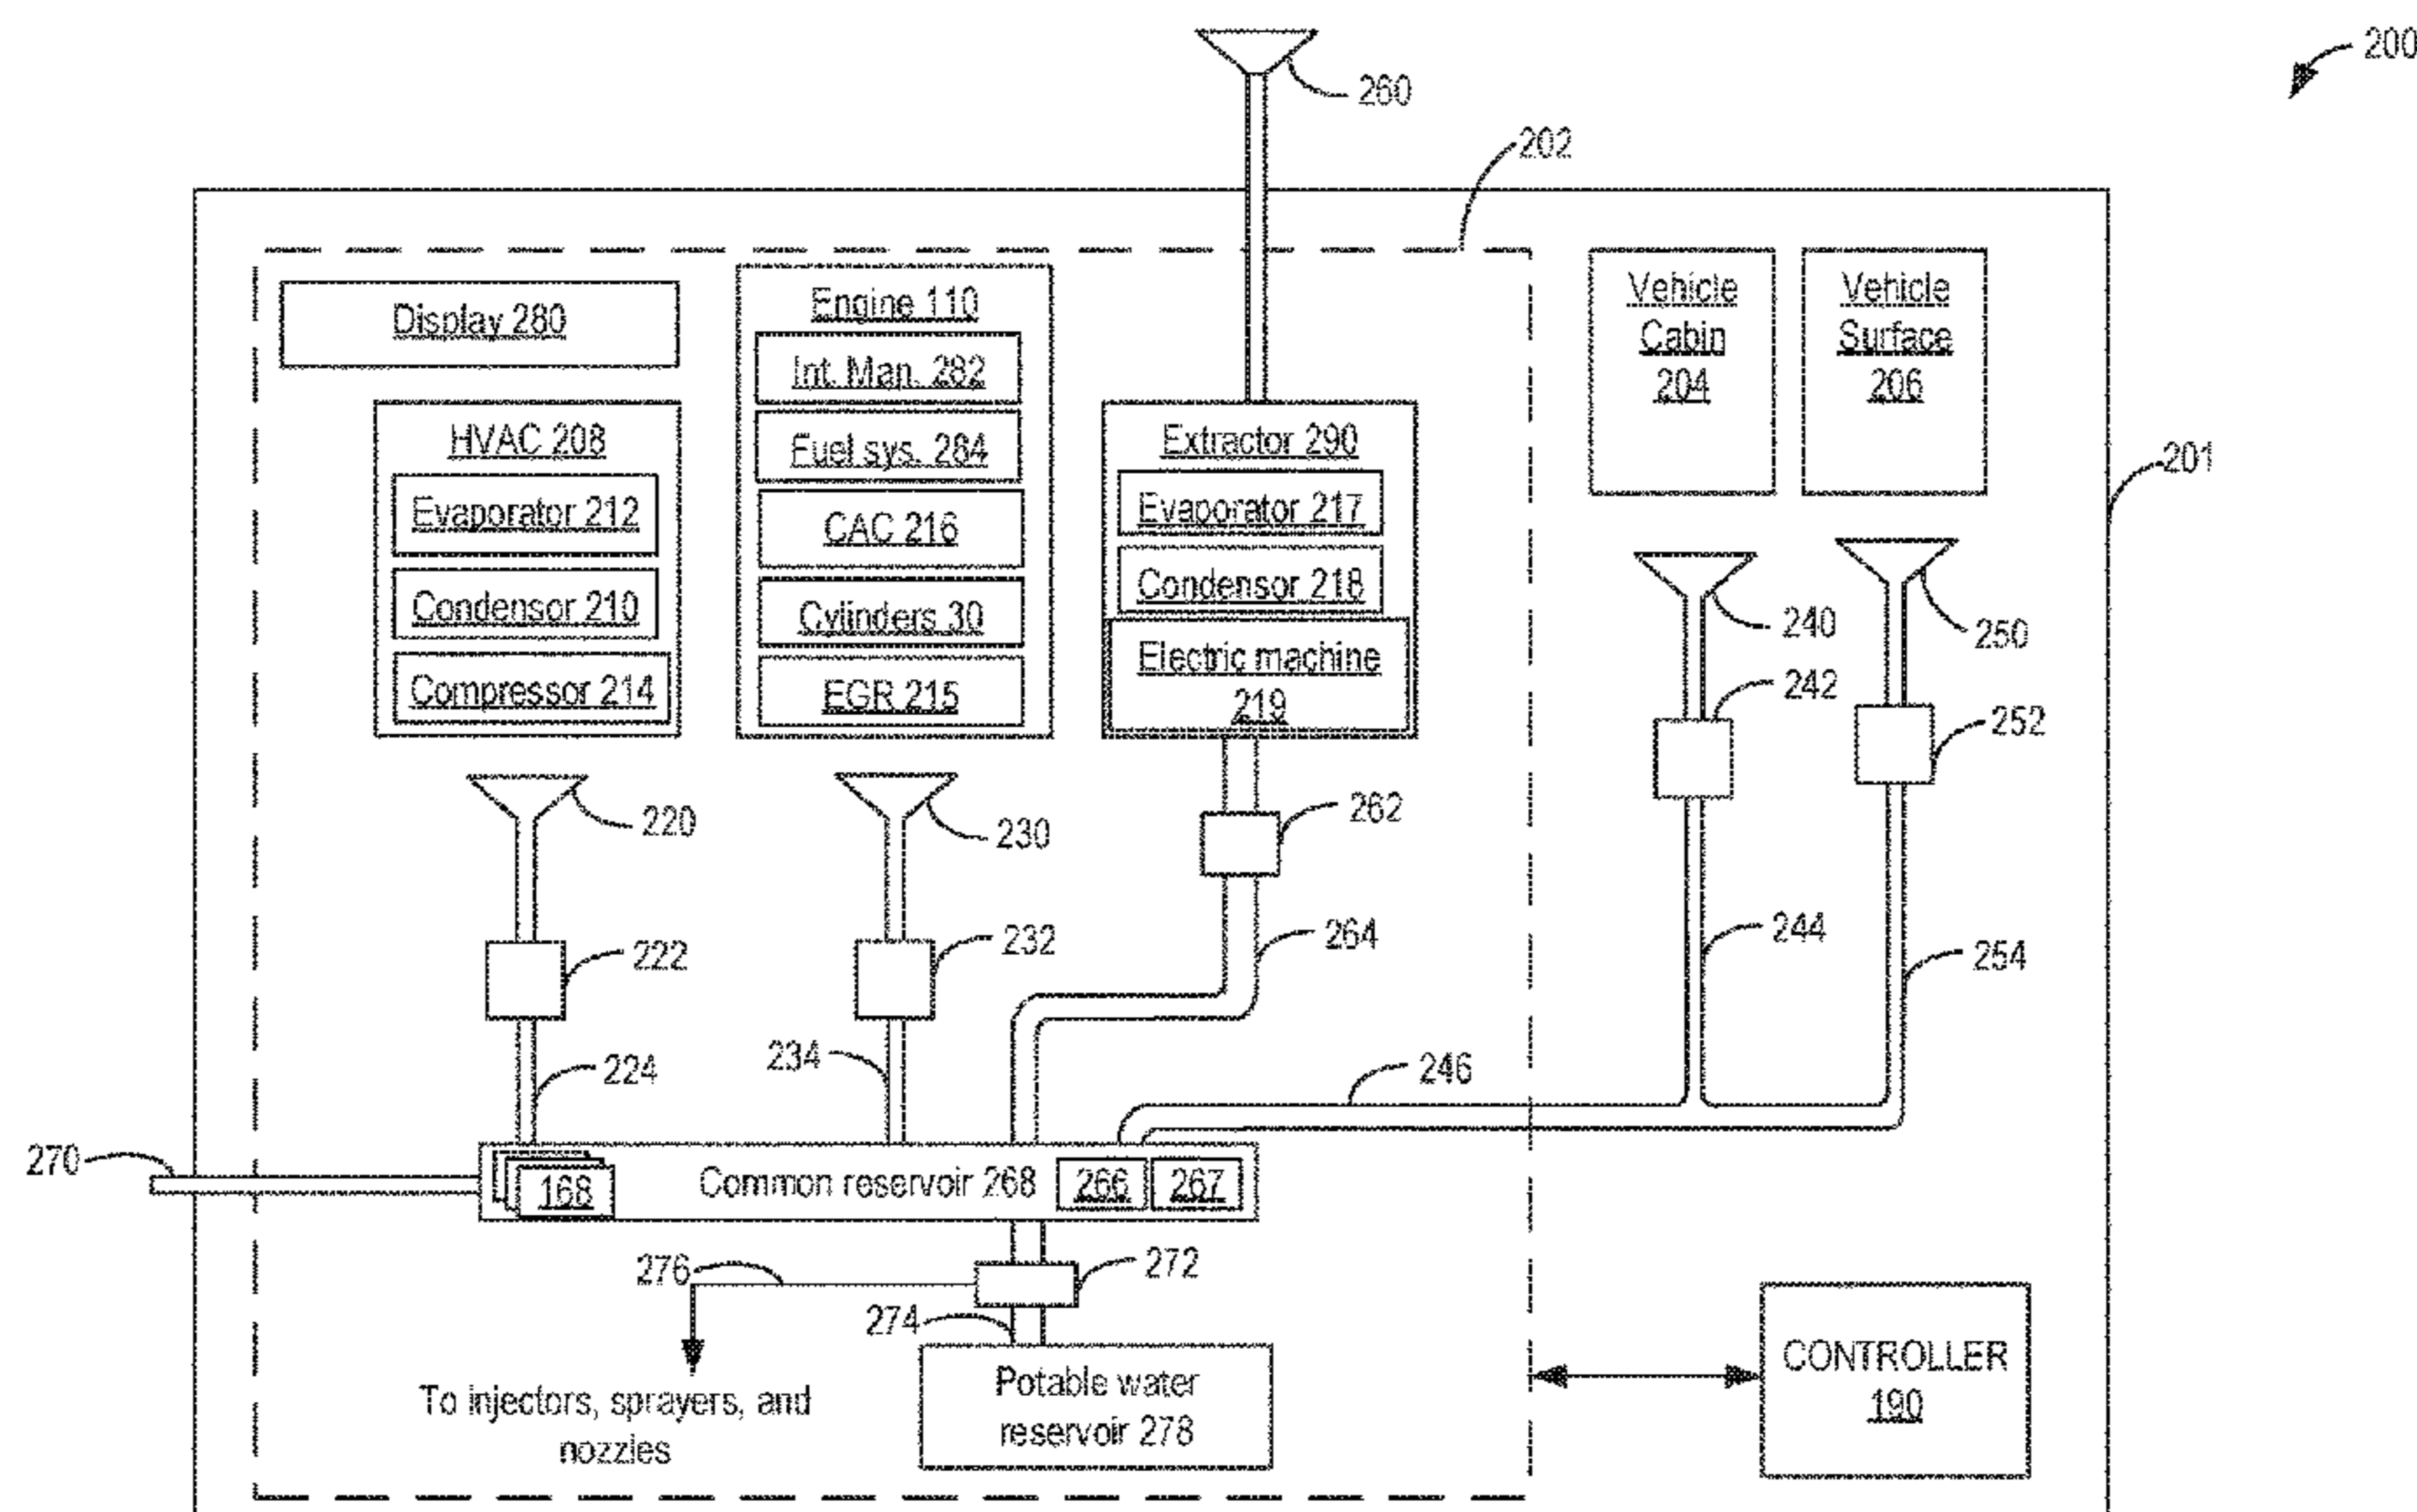 200
260
202
Display 280
Engine 110
Int. Man. 282
Fuel sys. 284
CAC 216
Cylinders 30
EGR 215
HVAC 208
Evaporator 212
Condensor 210
Compressor 214
Extractor 290
Evaporator 217
Condensor 218
Electric machine
219
Vehicle
Cabin
204
Vehicle
Surface
206
201
240
250
242
252
220
230
262
222
232
264
244
254
224
234
246
270
168
Common reservoir 268
266
267
276
272
274
To injectors, sprayers, and
nozzles
Potable water
reservoir 278
CONTROLLER
190